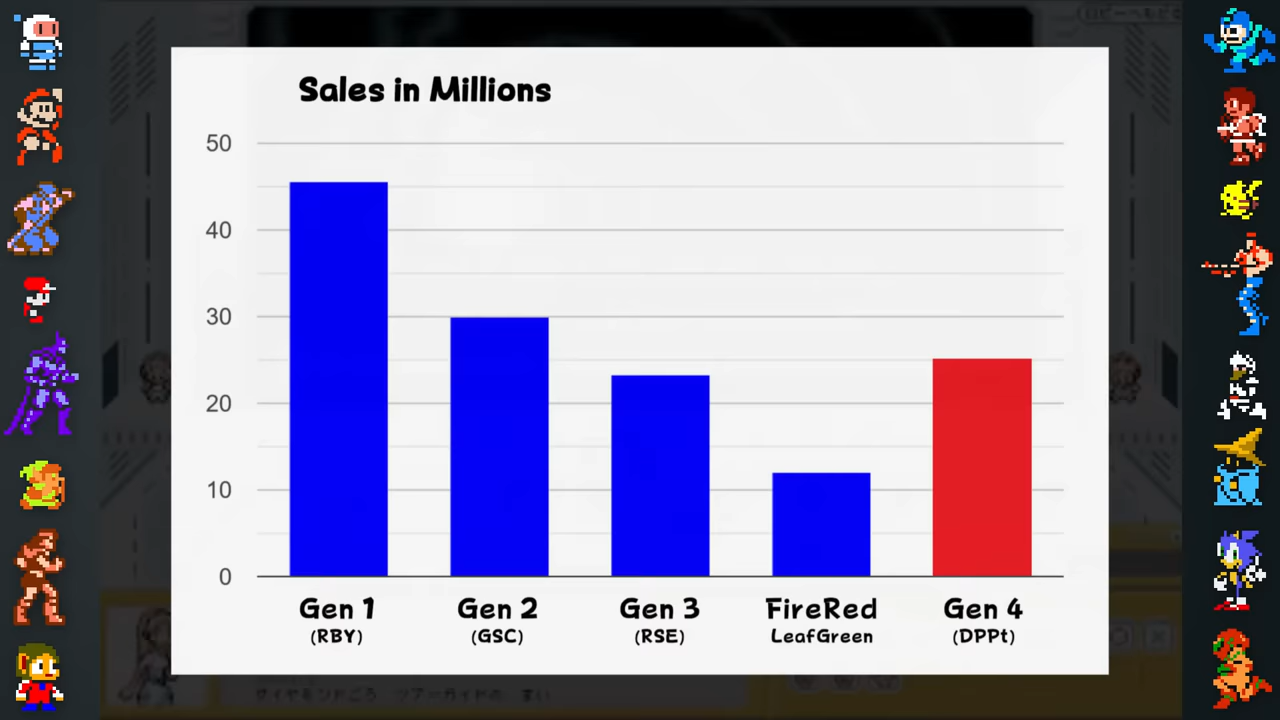 Sales in Millions
50
40
30
20
10
0
Gen 1
(RBY)
Gen 2
(GSC)
Gen 3
(RSE)
FireRed
LeafGreen
Gen 4
(DPPt)